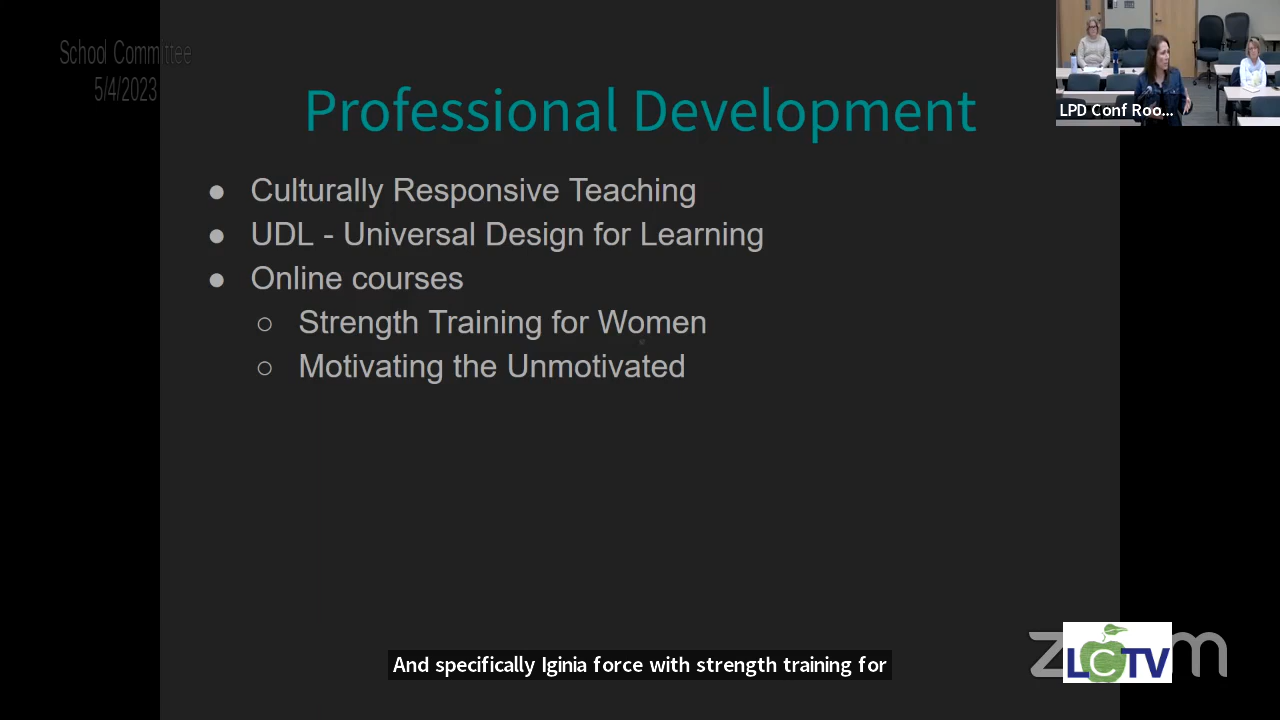 School Committee
5/4/2023
Professional Development
● Culturally Responsive Teaching
● UDL - Universal Design for Learning
● Online courses
○ Strength Training for Women
○ Motivating the Unmotivated
LPD Conf Roo...
And specifically Iginia force with strength training for
zoom
LCTV